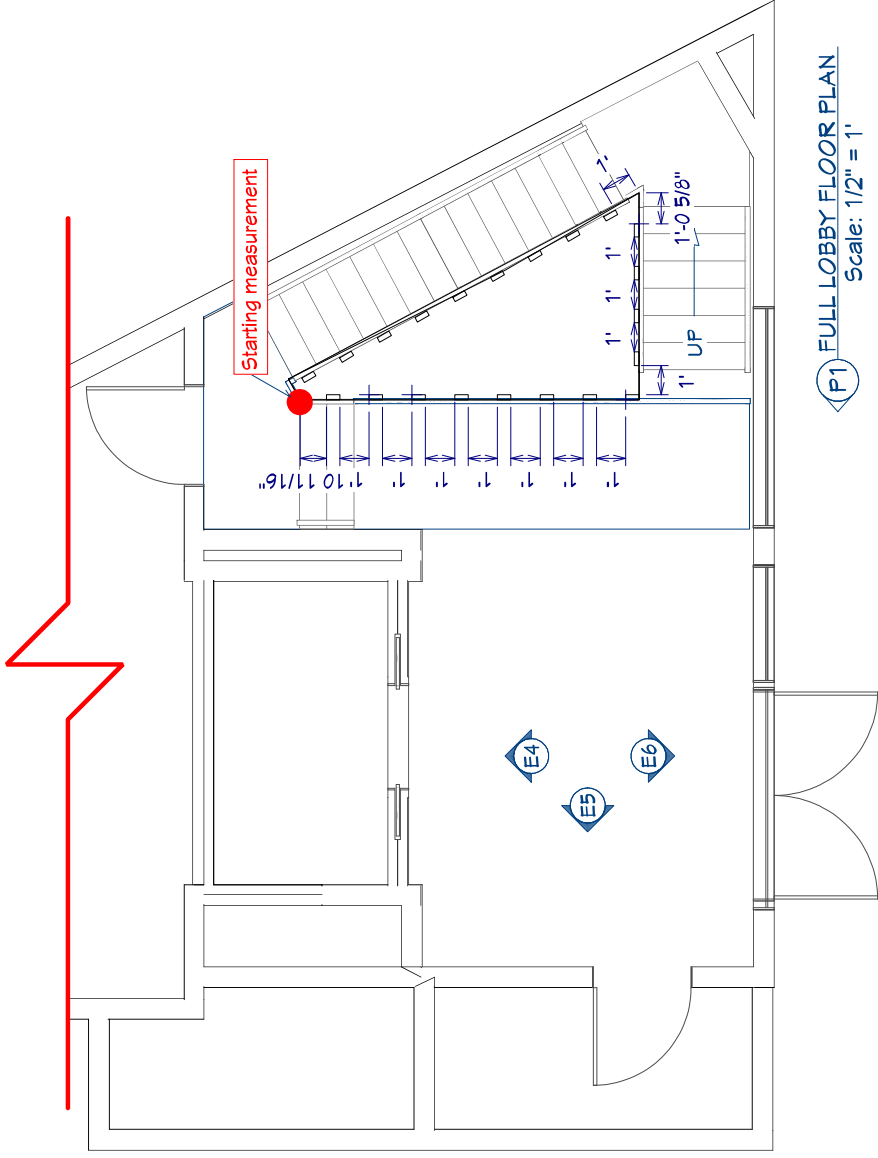 Starting measurement
1'
1'-0 5/8"
1'
1'
1'
1'
UP
10 11/16"
1'
1'
1'
1'
1'
1'
1'
E4
E5
E6
P1
FULL LOBBY FLOOR PLAN
Scale: 1/2" = 1'